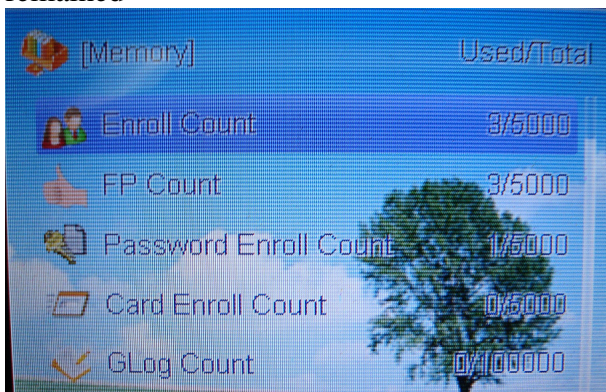 [Memory] Used/Total
Enroll Count 3/5000
FP Count 3/5000
Password Enroll Count 1/5000
Card Enroll Count 0/5000
GLog Count 0/100000